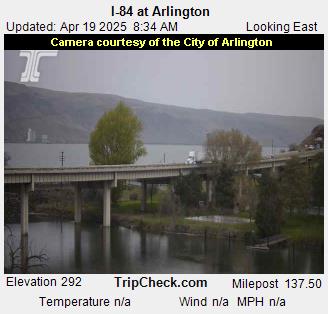 I-84 at Arlington
Updated: Apr 19 2025 8:34 AM Looking East
Camera courtesy of the City of Arlington
Elevation 292 TripCheck.com Milepost 137.50
Temperature n/a Wind n/a MPH n/a